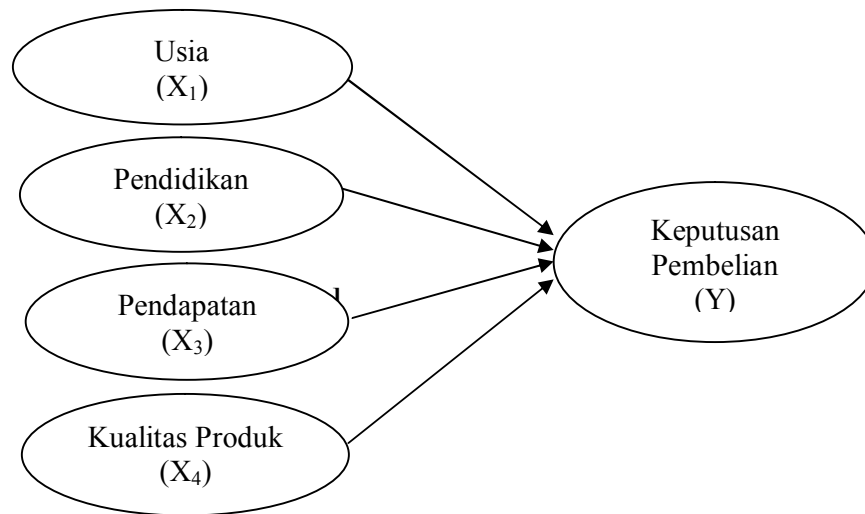 Usia
(X₁)
Pendidikan
(X₂)
Pendapatan
(X₃)
Kualitas Produk
(X₄)
Keputusan
Pembelian
(Y)